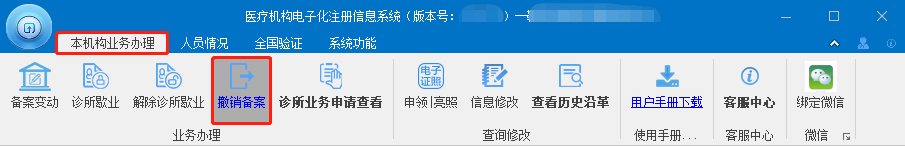 医疗机构电子化注册信息系统（版本号：
本机构业务办理 人员情况 全国验证 系统功能
电子证照
备案变动 诊所歇业 解除诊所歇业 撤销备案 诊所业务申请查看 申领|亮照 信息修改 查看历史沿革 用户手册下载 客服中心 绑定微信
业务办理 查询修改 使用手册... 客服中心 微信